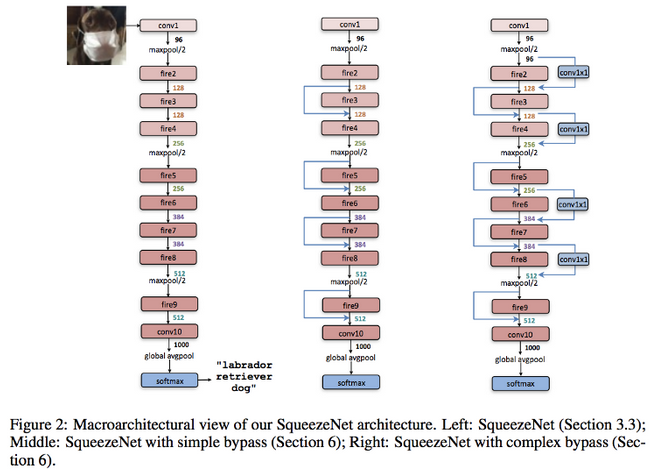 conv1
96
maxpool/2
fire2
128
fire3
128
fire4
256
maxpool/2
fire5
256
fire6
384
fire7
384
fire8
512
maxpool/2
fire9
512
conv10
1000
global avgpool
softmax
"labrador
retriever
dog"
conv1
96
maxpool/2
fire2
128
fire3
128
fire4
256
maxpool/2
fire5
256
fire6
384
fire7
384
fire8
512
maxpool/2
fire9
512
conv10
1000
global avgpool
softmax
conv1
maxpool/2
96
fire2
conv1x1
128
fire3
128
fire4
conv1x1
256
maxpool/2
fire5
256
fire6
conv1x1
384
fire7
384
fire8
conv1x1
512
maxpool/2
fire9
512
conv10
1000
global avgpool
softmax
Figure 2: Macroarchitectural view of our SqueezeNet architecture. Left: SqueezeNet (Section 3.3);
Middle: SqueezeNet with simple bypass (Section 6); Right: SqueezeNet with complex bypass (Sec-
tion 6).